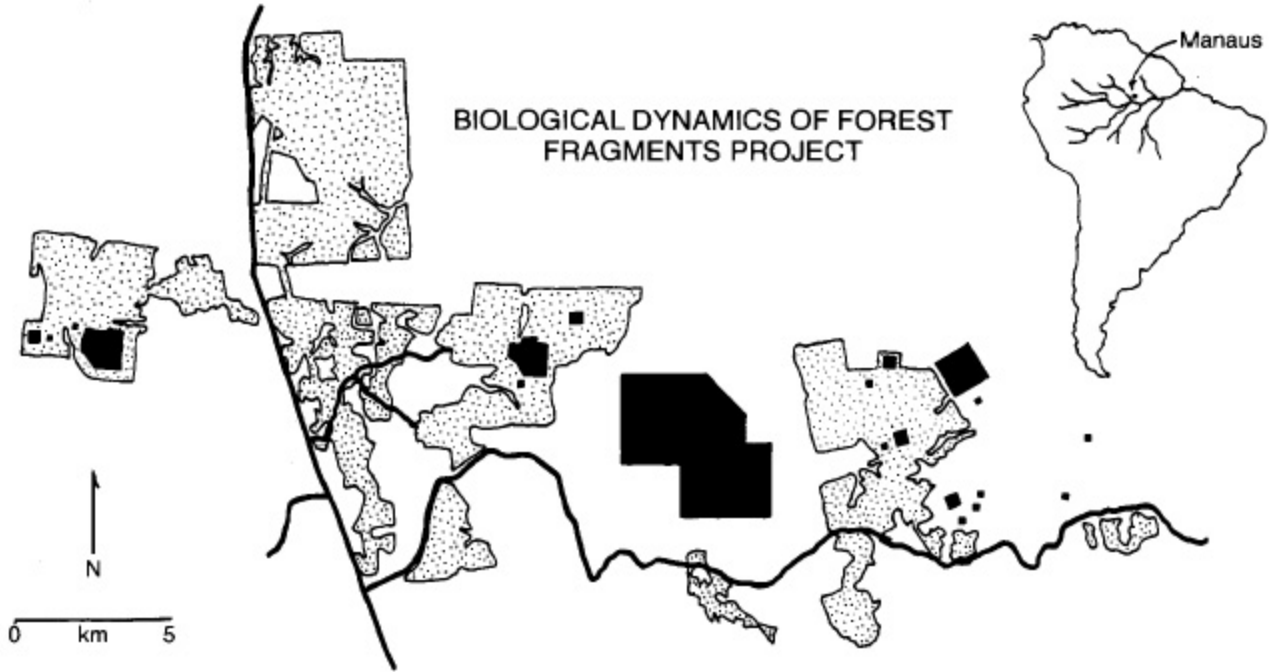 Manaus
BIOLOGICAL DYNAMICS OF FOREST
FRAGMENTS PROJECT
N
0 km 5